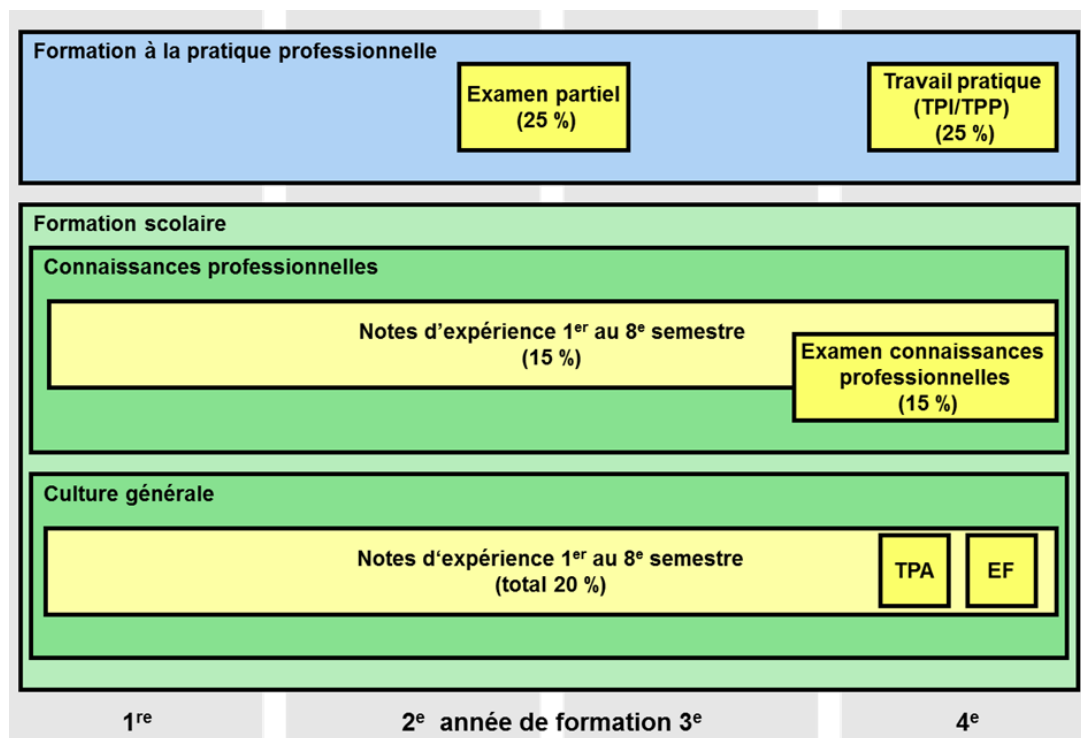 Formation à la pratique professionnelle
Examen partiel
(25 %)
Travail pratique
(TPI/TPP)
(25 %)
Formation scolaire
Connaissances professionnelles
Notes d’expérience 1er au 8e semestre
(15 %)
Examen connaissances
professionnelles
(15 %)
Culture générale
Notes d‘expérience 1er au 8e semestre
(total 20 %)
TPA
EF
1re
2e année de formation 3e
4e